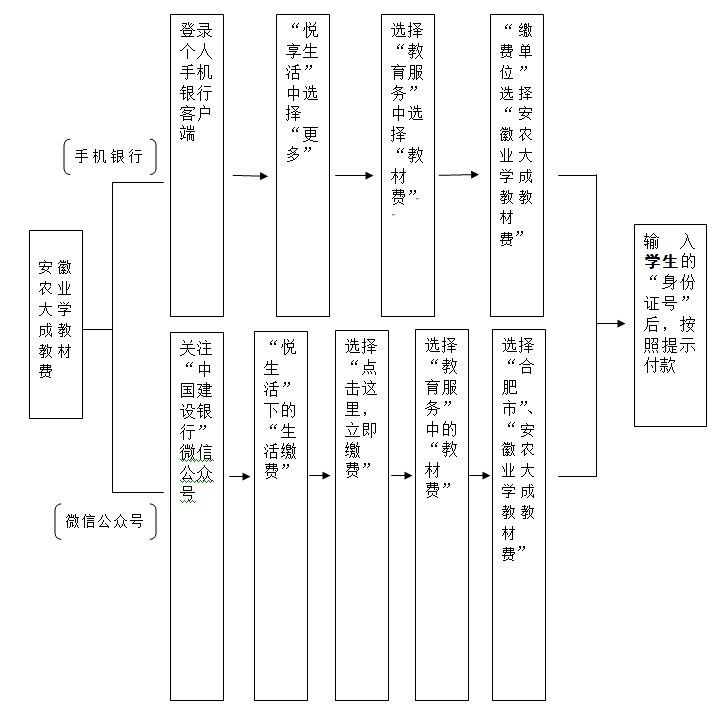 安徽
农业
大学
成教
教材
费
手机银行
登录
个人
手机
银行
客户
端
“悦
享生
活”
中选
择
“更
多”
选择
“教
育服
务”
中选
择
“教
材
费”
“缴
费单
位”
选择
“安
徽农
业大
学成
教教
材
费”
微信公众号
关注
“中
国建
设银
行”
微信
公众
号
“悦
生
活”
下的
“生
活缴
费”
选择
“点
击这
里，
立即
缴
费”
选择
“教
育服
务”
中的
“教
材
费”
选择
“合
肥
市”、
“安
徽农
业大
学成
教教
材
费”
输入
学生的
“身份
证号”
后，按
照提示
付款